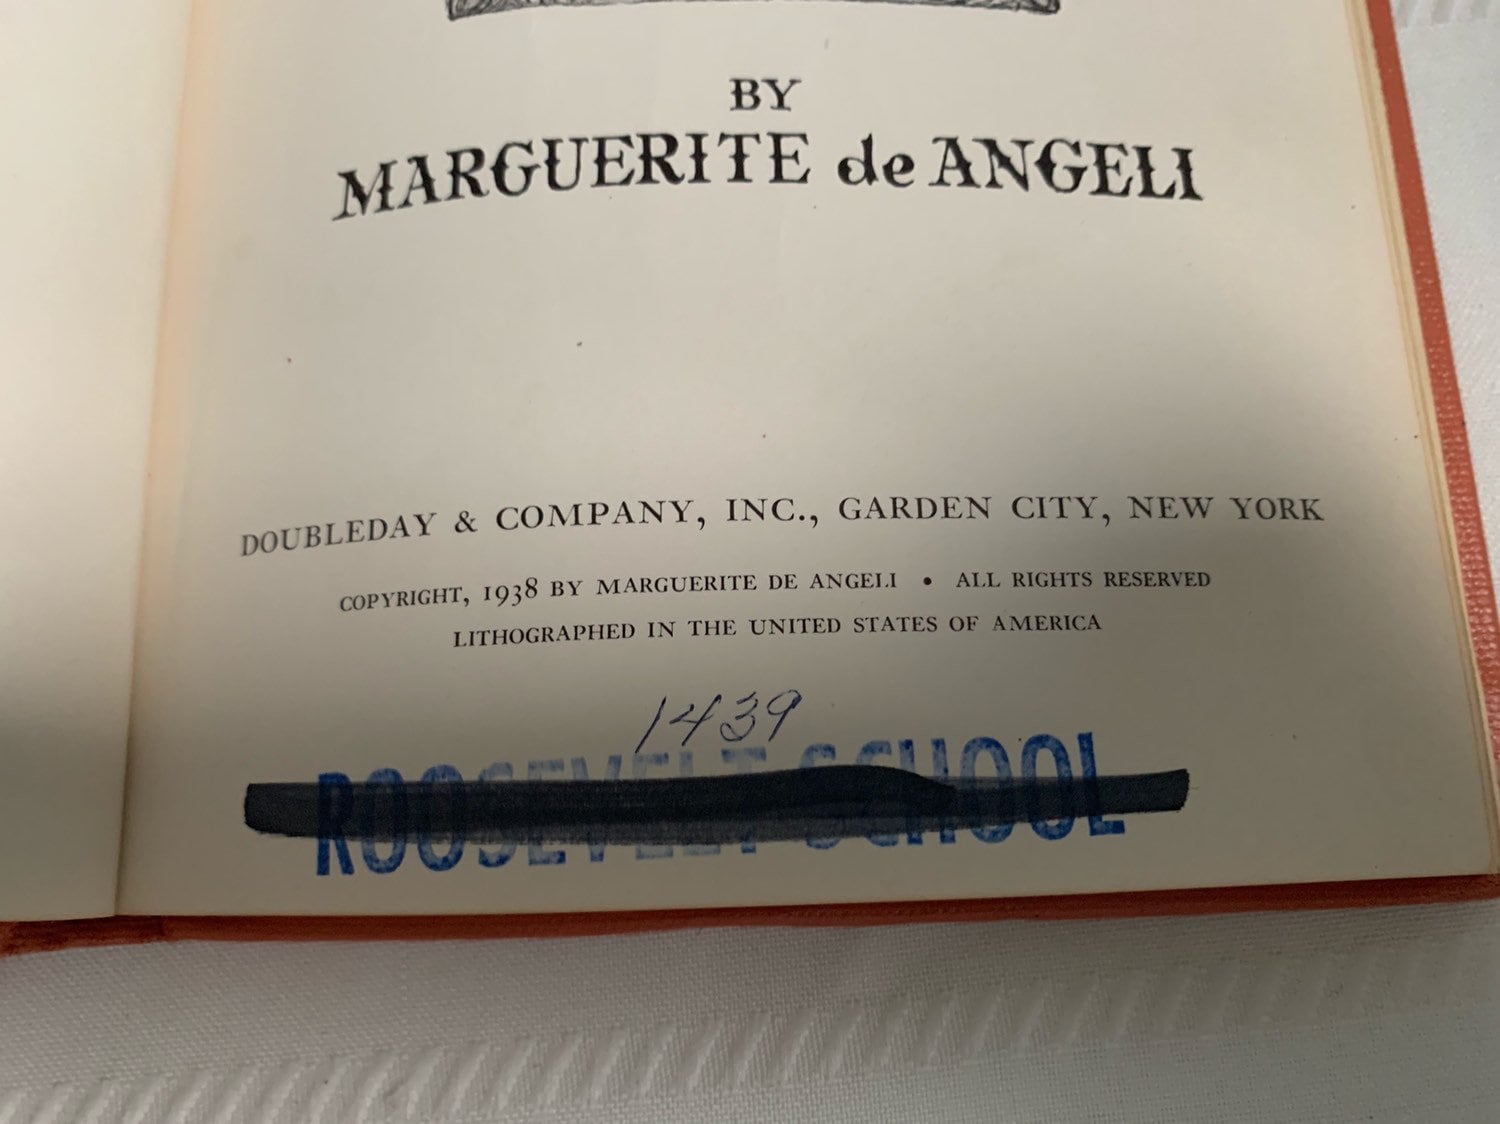 BY
MARGUERITE de ANGELI
DOUBLEDAY & COMPANY, INC., GARDEN CITY, NEW YORK
COPYRIGHT, 1938 BY MARGUERITE DE ANGELI • ALL RIGHTS RESERVED
LITHOGRAPHED IN THE UNITED STATES OF AMERICA
1439
ROOSEVELT SCHOOL